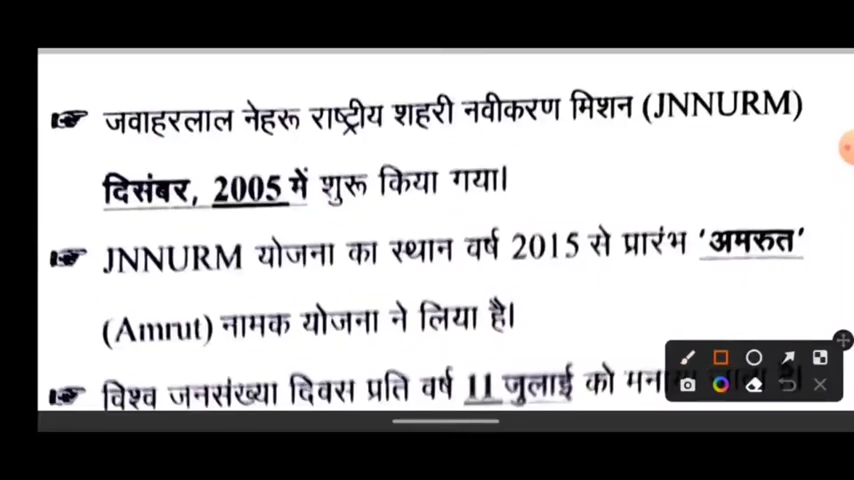 जवाहरलाल नेहरू राष्ट्रीय शहरी नवीकरण मिशन (JNNURM)
दिसंबर, 2005 में शुरू किया गया।
JNNURM योजना का स्थान वर्ष 2015 से प्रारंभ 'अमरुत'
(Amrut) नामक योजना ने लिया है।
विश्व जनसंख्या दिवस प्रति वर्ष 11 जुलाई को